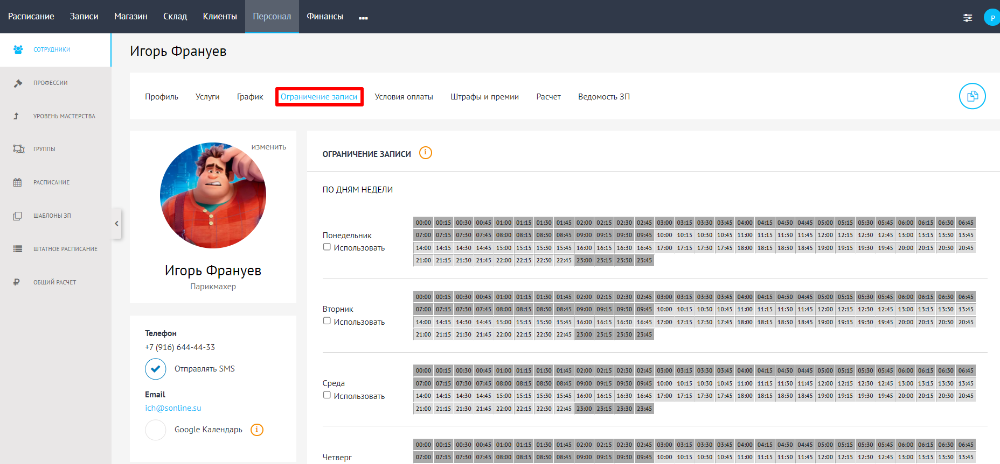 Расписание Записи Магазин Склад Клиенты Персонал Финансы
P
СОТРУДНИКИ
ПРОФЕССИИ
УРОВЕНЬ МАСТЕРСТВА
ГРУППЫ
РАСПИСАНИЕ
ШАБЛОНЫ ЗП
ШТАТНОЕ РАСПИСАНИЕ
ОБЩИЙ РАСЧЕТ
Игорь Франуев
Профиль Услуги График Ограничение записи Условия оплаты Штрафы и премии Расчет Ведомость ЗП
изменить
Игорь Франуев
Парикмахер
Телефон
+7 (916) 644-44-33
Отправлять SMS
Email
ich@sonline.su
Google Календарь
ОГРАНИЧЕНИЕ ЗАПИСИ
ПО ДНЯМ НЕДЕЛИ
Понедельник
Использовать
00:00 00:15 00:30 00:45 01:00 01:15 01:30 01:45 02:00 02:15 02:30 02:45 03:00 03:15 03:30 03:45 04:00 04:15 04:30 04:45 05:00 05:15 05:30 05:45 06:00 06:15 06:30 06:45
07:00 07:15 07:30 07:45 08:00 08:15 08:30 08:45 09:00 09:15 09:30 09:45 10:00 10:15 10:30 10:45 11:00 11:15 11:30 11:45 12:00 12:15 12:30 12:45 13:00 13:15 13:30 13:45
14:00 14:15 14:30 14:45 15:00 15:15 15:30 15:45 16:00 16:15 16:30 16:45 17:00 17:15 17:30 17:45 18:00 18:15 18:30 18:45 19:00 19:15 19:30 19:45 20:00 20:15 20:30 20:45
21:00 21:15 21:30 21:45 22:00 22:15 22:30 22:45 23:00 23:15 23:30 23:45
Вторник
Использовать
00:00 00:15 00:30 00:45 01:00 01:15 01:30 01:45 02:00 02:15 02:30 02:45 03:00 03:15 03:30 03:45 04:00 04:15 04:30 04:45 05:00 05:15 05:30 05:45 06:00 06:15 06:30 06:45
07:00 07:15 07:30 07:45 08:00 08:15 08:30 08:45 09:00 09:15 09:30 09:45 10:00 10:15 10:30 10:45 11:00 11:15 11:30 11:45 12:00 12:15 12:30 12:45 13:00 13:15 13:30 13:45
14:00 14:15 14:30 14:45 15:00 15:15 15:30 15:45 16:00 16:15 16:30 16:45 17:00 17:15 17:30 17:45 18:00 18:15 18:30 18:45 19:00 19:15 19:30 19:45 20:00 20:15 20:30 20:45
21:00 21:15 21:30 21:45 22:00 22:15 22:30 22:45 23:00 23:15 23:30 23:45
Среда
Использовать
00:00 00:15 00:30 00:45 01:00 01:15 01:30 01:45 02:00 02:15 02:30 02:45 03:00 03:15 03:30 03:45 04:00 04:15 04:30 04:45 05:00 05:15 05:30 05:45 06:00 06:15 06:30 06:45
07:00 07:15 07:30 07:45 08:00 08:15 08:30 08:45 09:00 09:15 09:30 09:45 10:00 10:15 10:30 10:45 11:00 11:15 11:30 11:45 12:00 12:15 12:30 12:45 13:00 13:15 13:30 13:45
14:00 14:15 14:30 14:45 15:00 15:15 15:30 15:45 16:00 16:15 16:30 16:45 17:00 17:15 17:30 17:45 18:00 18:15 18:30 18:45 19:00 19:15 19:30 19:45 20:00 20:15 20:30 20:45
21:00 21:15 21:30 21:45 22:00 22:15 22:30 22:45 23:00 23:15 23:30 23:45
Четверг
00:00 00:15 00:30 00:45 01:00 01:15 01:30 01:45 02:00 02:15 02:30 02:45 03:00 03:15 03:30 03:45 04:00 04:15 04:30 04:45 05:00 05:15 05:30 05:45 06:00 06:15 06:30 06:45
07:00 07:15 07:30 07:45 08:00 08:15 08:30 08:45 09:00 09:15 09:30 09:45 10:00 10:15 10:30 10:45 11:00 11:15 11:30 11:45 12:00 12:15 12:30 12:45 13:00 13:15 13:30 13:45